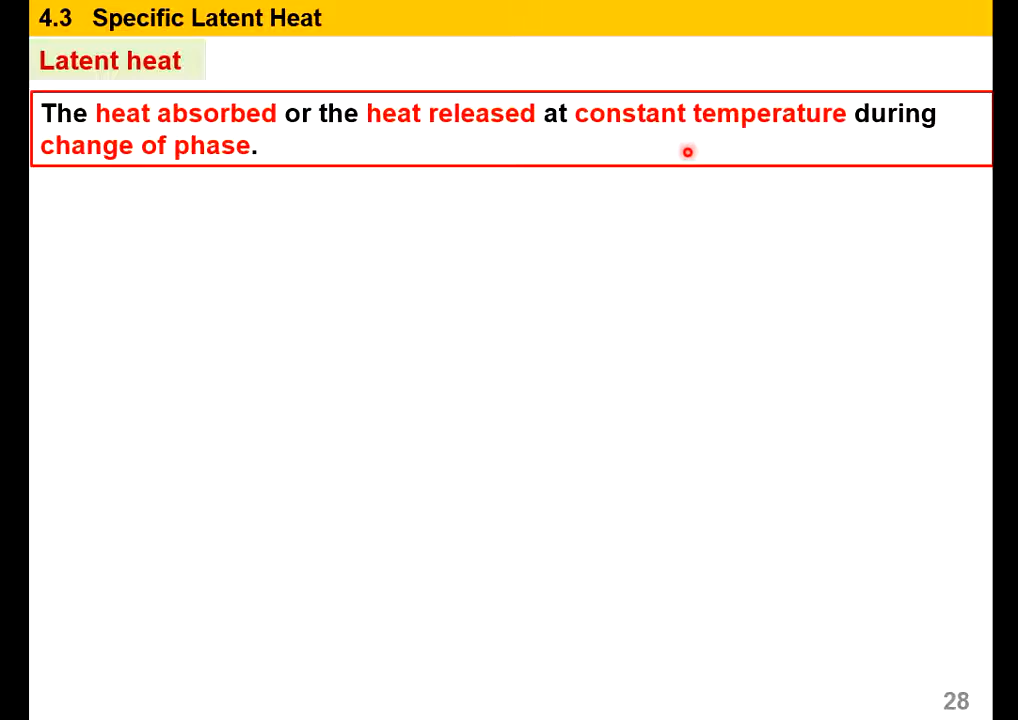 4.3 Specific Latent Heat
Latent heat
The heat absorbed or the heat released at constant temperature during
change of phase.
28